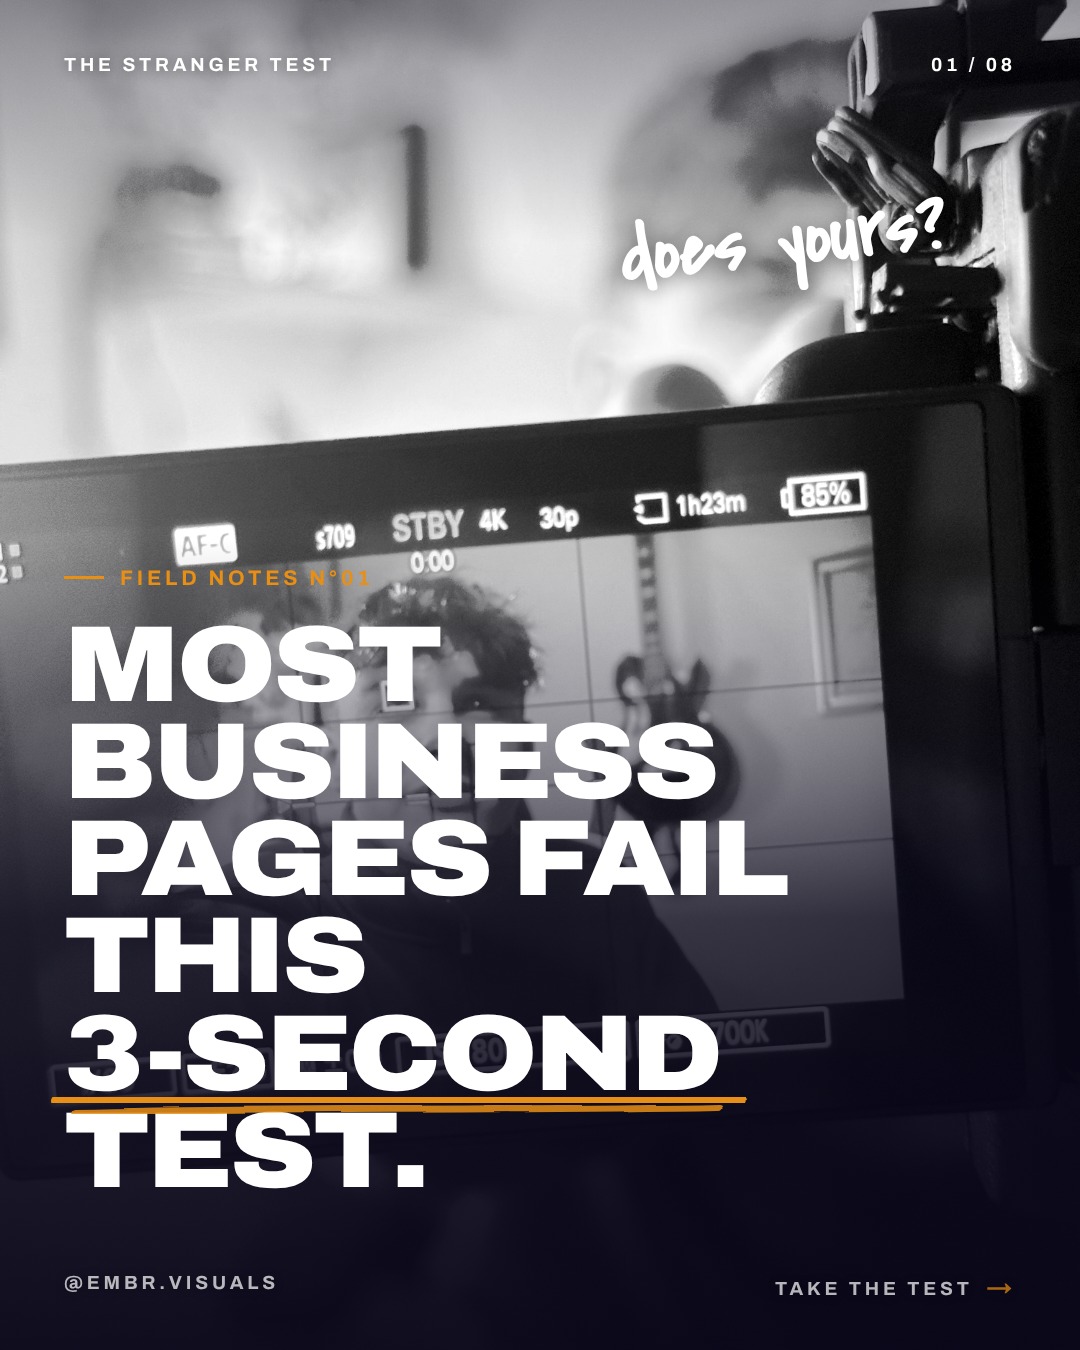 THE STRANGER TEST
01 / 08
does yours?
AF-C
S709
STBY
4K
30p
1h23m
85%
0:00
FIELD NOTES N°01
MOST
BUSINESS
PAGES FAIL
THIS
3-SECOND
TEST.
@EMBR.VISUALS
TAKE THE TEST →